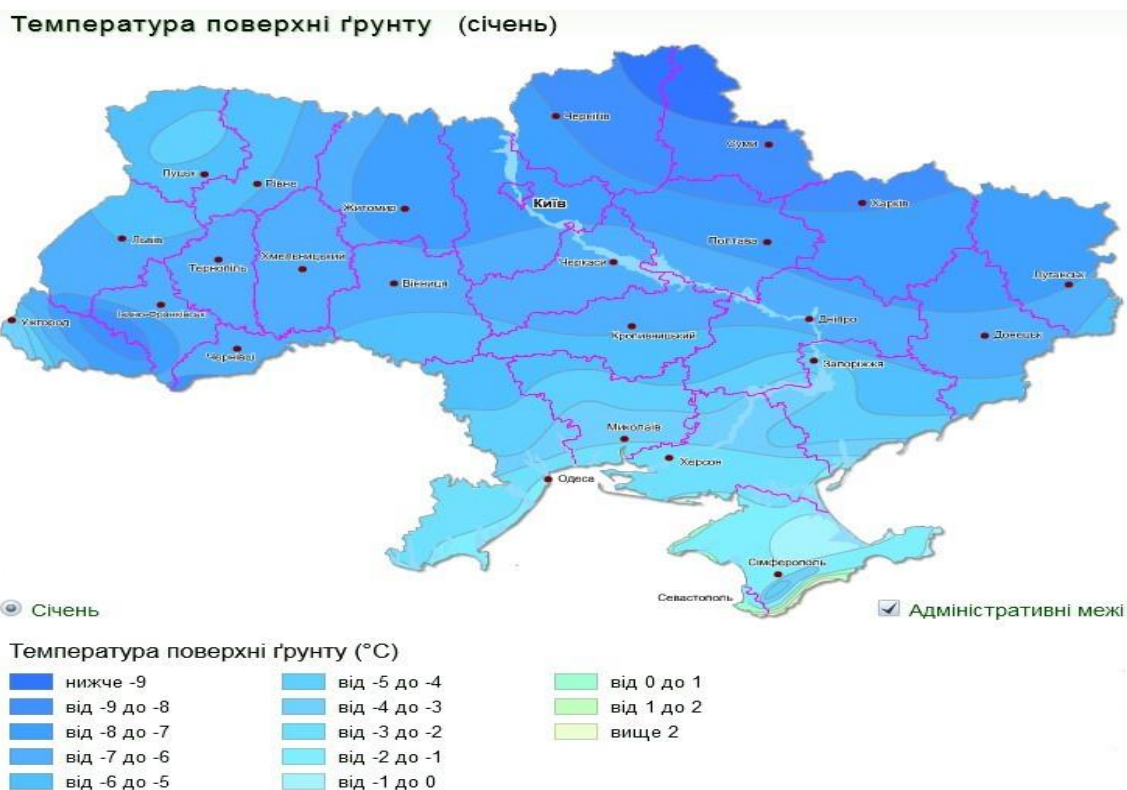 Температура поверхні ґрунту (січень)
Чернігів
Суми
Луцьк
Рівне
Київ
Житомир
Харків
Львів
Полтава
Тернопіль
Хмельницький
Черкаси
Вінниця
Луганськ
Івано-Франківськ
Ужгород
Дніпро
Кропивницький
Донецьк
Чернівці
Запоріжжя
Миколаїв
Херсон
Одеса
Сімферополь
Севастополь
Січень
Адміністративні межі
Температура поверхні ґрунту (°C)
нижче -9
від -9 до -8
від -8 до -7
від -7 до -6
від -6 до -5
від -5 до -4
від -4 до -3
від -3 до -2
від -2 до -1
від -1 до 0
від 0 до 1
від 1 до 2
вище 2